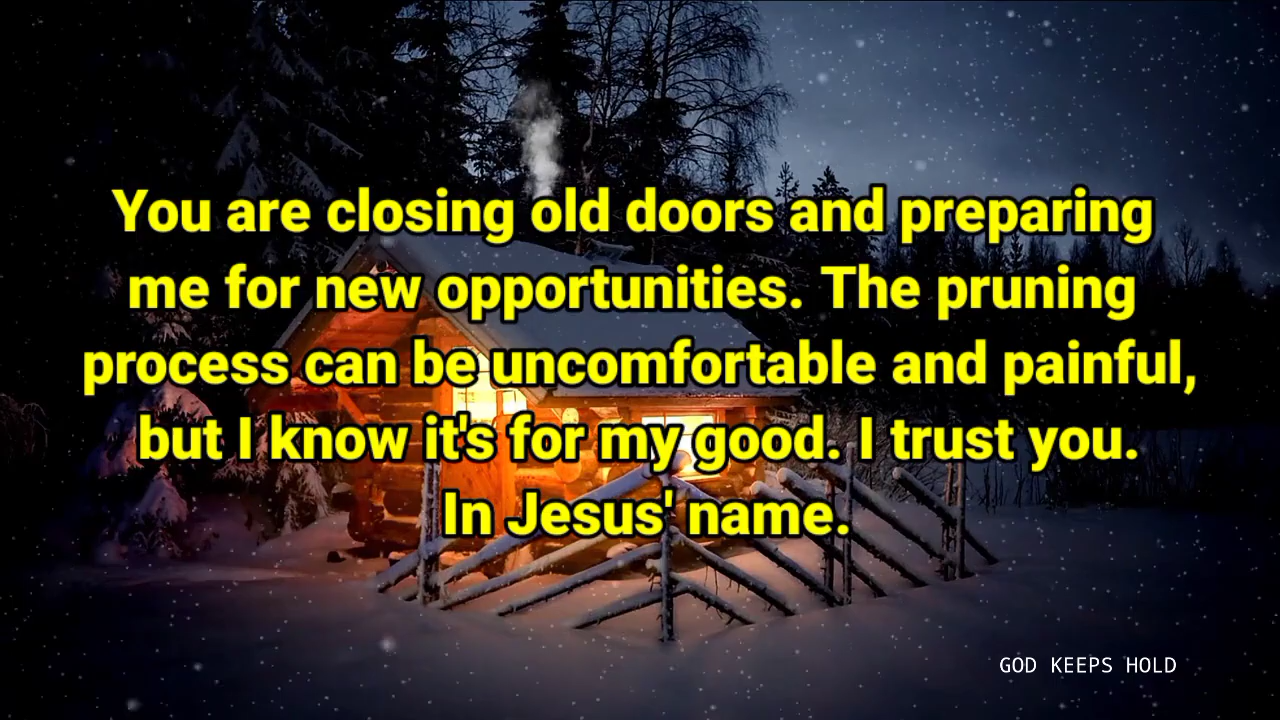 You are closing old doors and preparing
me for new opportunities. The pruning
process can be uncomfortable and painful,
but I know it's for my good. I trust you.
In Jesus' name.
GOD KEEPS HOLD